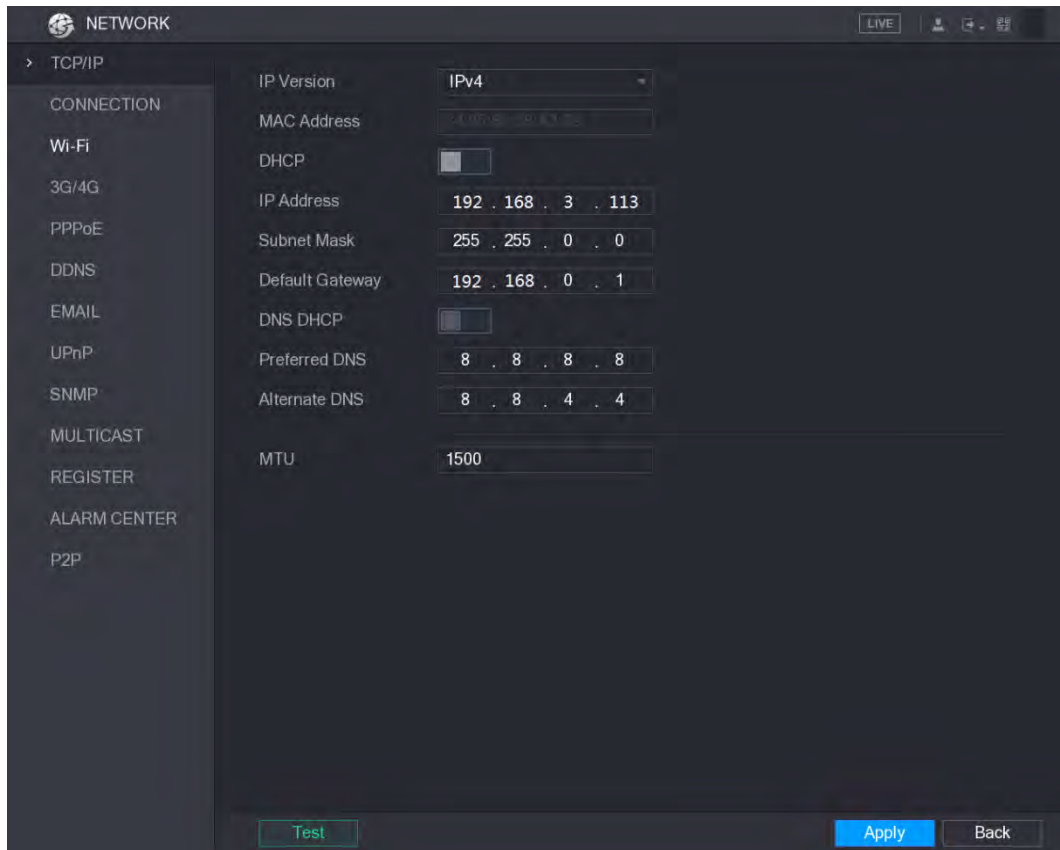 NETWORK
LIVE
TCP/IP
CONNECTION
Wi-Fi
3G/4G
PPPoE
DDNS
EMAIL
UPnP
SNMP
MULTICAST
REGISTER
ALARM CENTER
P2P
IP Version IPv4
MAC Address
DHCP
IP Address 192 . 168 . 3 . 113
Subnet Mask 255 . 255 . 0 . 0
Default Gateway 192 . 168 . 0 . 1
DNS DHCP
Preferred DNS 8 . 8 . 8 . 8
Alternate DNS 8 . 8 . 4 . 4
MTU 1500
Test Apply Back